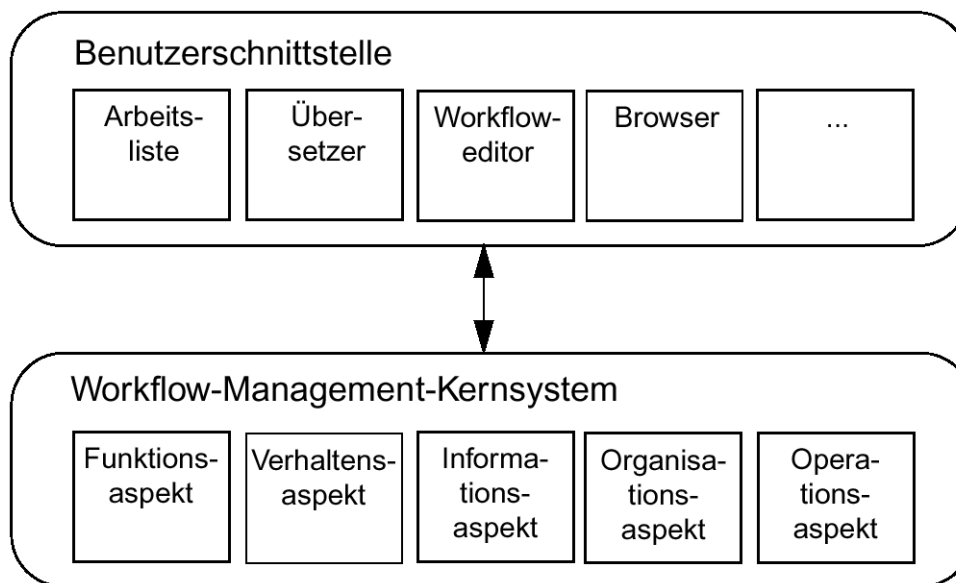 Benutzerschnittstelle
Arbeits-
liste
Über-
setzer
Workflow-
editor
Browser
...
Workflow-Management-Kernsystem
Funktions-
aspekt
Verhaltens-
aspekt
Informa-
tions-
aspekt
Organisa-
tions-
aspekt
Opera-
tions-
aspekt